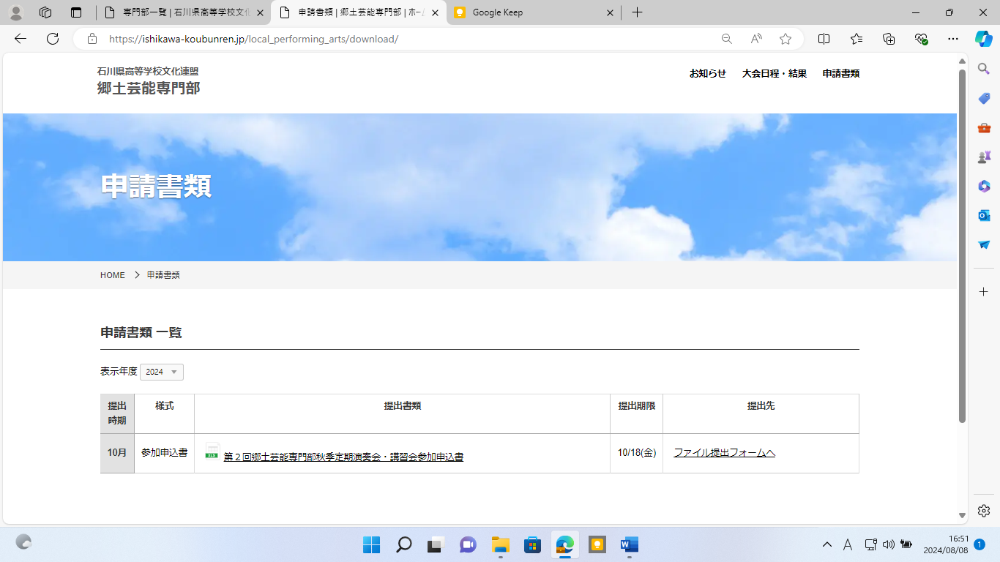 専門部一覧 | 石川県高等学校文化
申請書類 | 郷土芸能専門部 | ホーム
Google Keep
https://ishikawa-koubunren.jp/local_performing_arts/download/
石川県高等学校文化連盟
郷土芸能専門部
お知らせ 大会日程・結果 申請書類
申請書類
HOME 申請書類
申請書類 一覧
表示年度 2024
提出時期 様式 提出書類 提出期限 提出先
10月 参加申込書 XLS 第２回郷土芸能専門部秋季定期演奏会・講習会参加申込書 10/18(金) ファイル提出フォームへ
A 16:51
2024/08/08 1